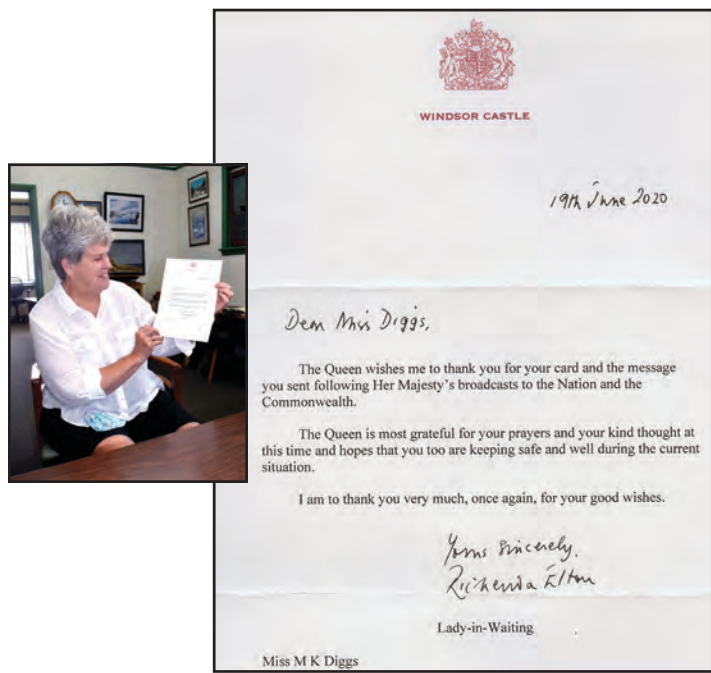 WINDSOR CASTLE
19th June 2020
Dear Miss Diggs,
The Queen wishes me to thank you for your card and the message
you sent following Her Majesty's broadcasts to the Nation and the
Commonwealth.
The Queen is most grateful for your prayers and your kind thought at
this time and hopes that you too are keeping safe and well during the current
situation.
I am to thank you very much, once again, for your good wishes.
Yours sincerely.
Richenda Elton
Lady-in-Waiting
Miss M K Diggs